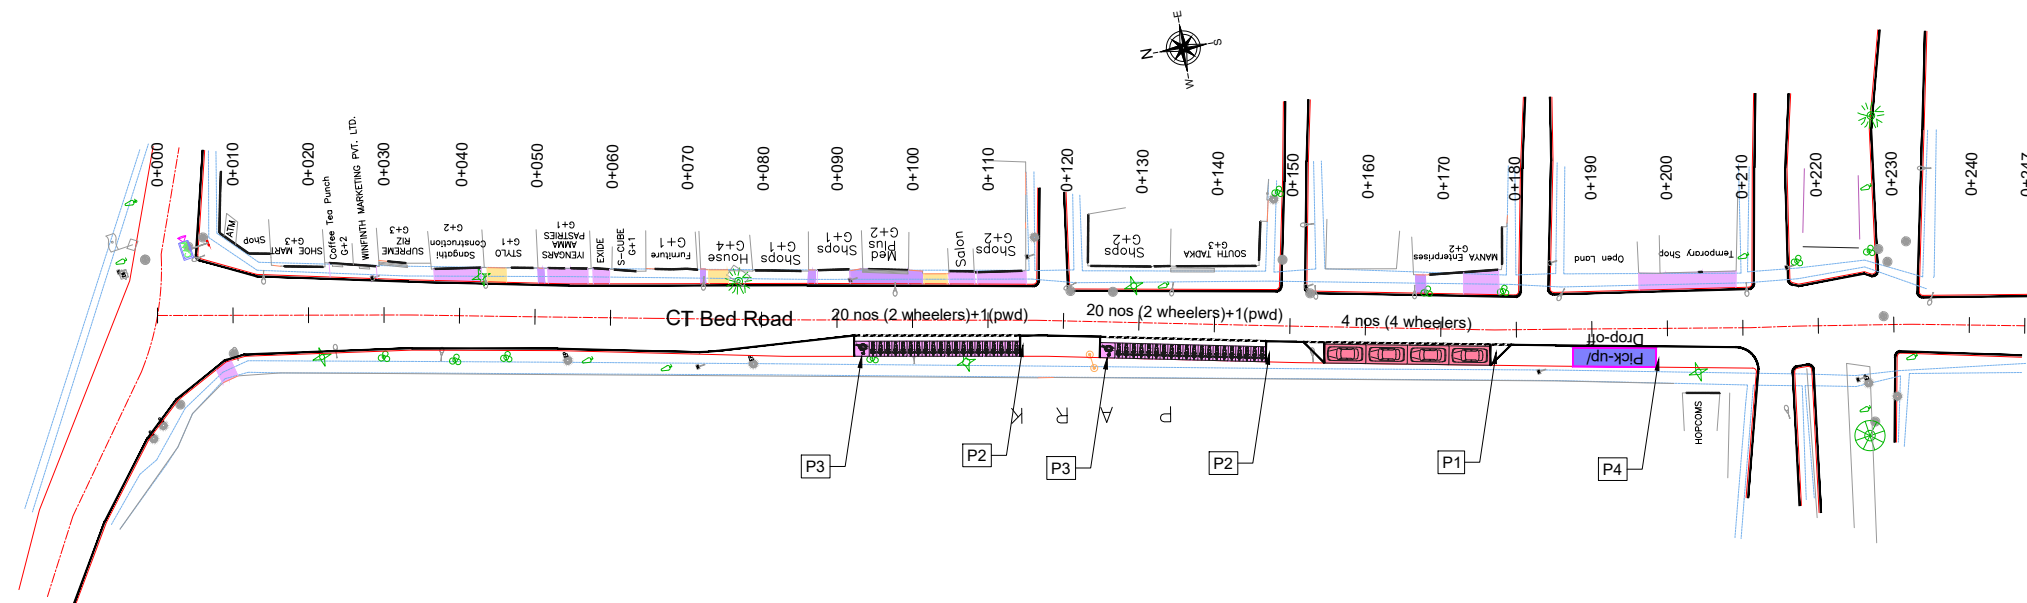 E
N
S
W
0+000
0+010
0+020
0+030
0+040
0+050
0+060
0+070
0+080
0+090
0+100
0+110
0+120
0+130
0+140
0+150
0+160
0+170
0+180
0+190
0+200
0+210
0+220
0+230
0+240
0+247
ATM
Shop
SHOE MART
G+3
Coffee Tea Punch
G+2
WINFINTH MARKETING PVT. LTD.
SUPREME
RIZ
G+3
Sangathi
Construction
G+2
STYLO
G+1
IYENGARS
AMMA
PASTRIES
G+1
EXIDE
S-CUBE
G+1
Furniture
G+1
House
G+4
Shops
G+1
Shops
G+1
Med
Plus
G+2
Salon
Shops
G+2
Shops
G+2
SOUTH TADKA
G+3
MANYA
Enterprises
G+2
Open Land
Temporary Shop
CT Bed Road
20 nos (2 wheelers)+1(pwd)
20 nos (2 wheelers)+1(pwd)
4 nos (4 wheelers)
Pick-up/
Drop-off
PARK
HOPCOMS
P3
P2
P3
P2
P1
P4